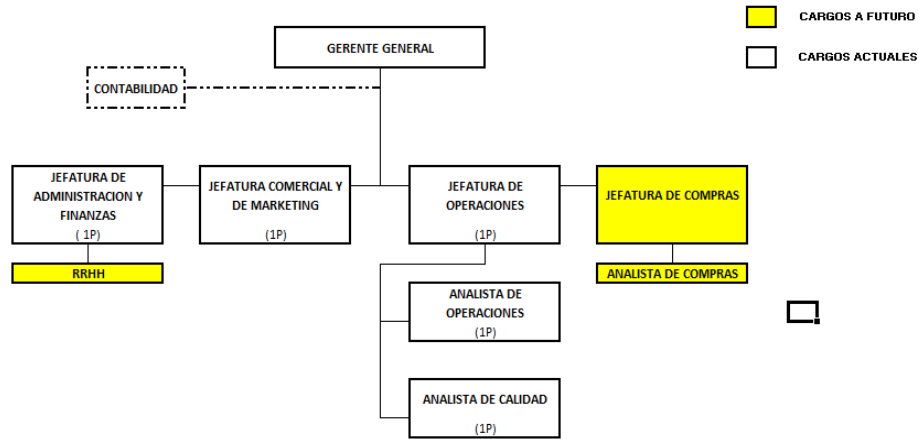 CARGOS A FUTURO
CARGOS ACTUALES
GERENTE GENERAL
CONTABILIDAD
JEFATURA DE
ADMINISTRACION Y
FINANZAS
( 1P)
JEFATURA COMERCIAL Y
DE MARKETING
(1P)
JEFATURA DE
OPERACIONES
(1P)
JEFATURA DE COMPRAS
RRHH
ANALISTA DE COMPRAS
ANALISTA DE
OPERACIONES
(1P)
ANALISTA DE CALIDAD
(1P)